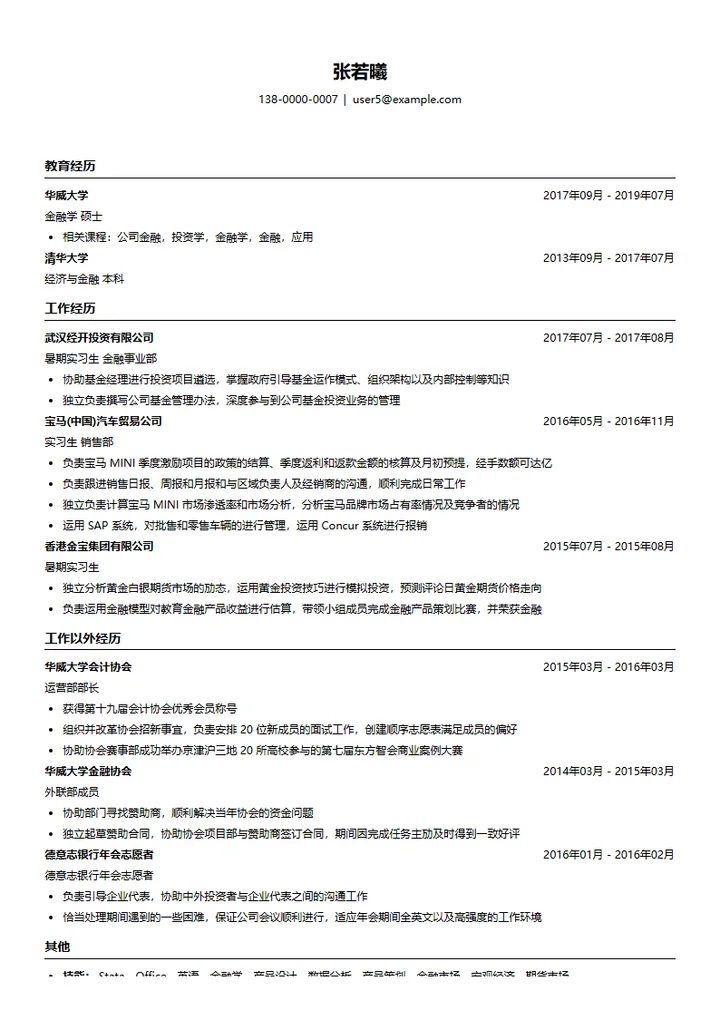 张若曦
138-0000-0007 | user5@example.com
教育经历
华威大学 2017年09月 - 2019年07月
金融学 硕士
• 相关课程：公司金融，投资学，金融学，金融，应用
清华大学 2013年09月 - 2017年07月
经济与金融 本科
工作经历
武汉经开投资有限公司 2017年07月 - 2017年08月
暑期实习生 金融事业部
• 协助基金经理进行投资项目遴选，掌握政府引导基金运作模式、组织架构以及内部控制等知识
• 独立负责撰写公司基金管理办法，深度参与到公司基金投资业务的管理
宝马(中国)汽车贸易公司 2016年05月 - 2016年11月
实习生 销售部
• 负责宝马 MINI 季度激励项目的政策的结算、季度返利和返款金额的核算及月初预提，经手数额可达亿
• 负责跟进销售日报、周报和月报和与区域负责人及经销商的沟通，顺利完成日常工作
• 独立负责计算宝马 MINI 市场渗透率和市场分析，分析宝马品牌市场占有率情况及竞争者的情况
• 运用 SAP 系统，对批售和零售车辆的进行管理，运用 Concur 系统进行报销
香港金宝集团有限公司 2015年07月 - 2015年08月
暑期实习生
• 独立分析黄金白银期货市场的励态，运用黄金投资技巧进行模拟投资，预测评论日黄金期货价格走向
• 负责运用金融模型对教育金融产品收益进行估算，带领小组成员完成金融产品策划比赛，并荣获金融
工作以外经历
华威大学会计协会 2015年03月 - 2016年03月
运营部部长
• 获得第十九届会计协会优秀会员称号
• 组织并改革协会招新事宜，负责安排 20 位新成员的面试工作，创建顺序志愿表满足成员的偏好
• 协助协会赛事部成功举办京津沪三地 20 所高校参与的第七届东方智会商业案例大赛
华威大学金融协会 2014年03月 - 2015年03月
外联部成员
• 协助部门寻找赞助商，顺利解决当年协会的资金问题
• 独立起草赞助合同，协助协会项目部与赞助商签订合同，期间因完成任务主励及时得到一致好评
德意志银行年会志愿者 2016年01月 - 2016年02月
德意志银行年会志愿者
• 负责引导企业代表，协助中外投资者与企业代表之间的沟通工作
• 恰当处理期间遇到的一些困难，保证公司会议顺利进行，适应年会期间全英文以及高强度的工作环境
其他
• 技能： Stata，Office，英语，金融学，产品设计，数据分析，产品策划，金融市场，宏观经济，期货市场